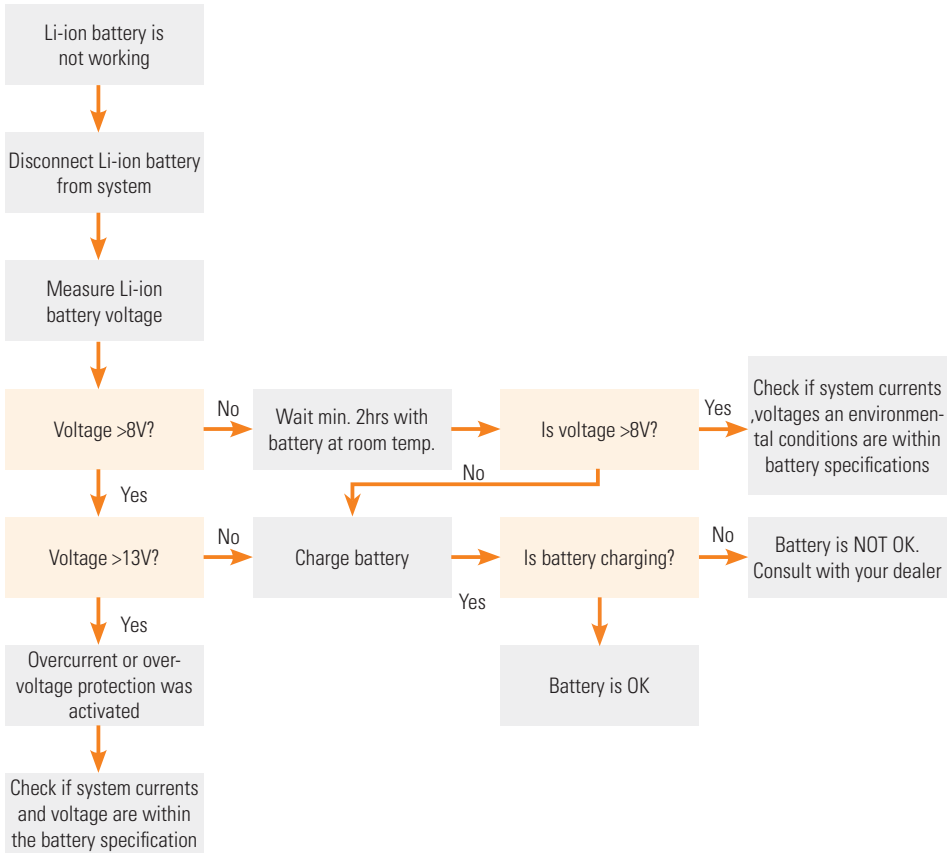 Li-ion battery is
not working
Disconnect Li-ion battery
from system
Measure Li-ion
battery voltage
Voltage >8V?
No
Wait min. 2hrs with
battery at room temp.
Is voltage >8V?
Yes
Check if system currents
,voltages an environmen-
tal conditions are within
battery specifications
No
Yes
Voltage >13V?
No
Charge battery
Is battery charging?
No
Battery is NOT OK.
Consult with your dealer
Yes
Yes
Overcurrent or over-
voltage protection was
activated
Battery is OK
Check if system currents
and voltage are within
the battery specification